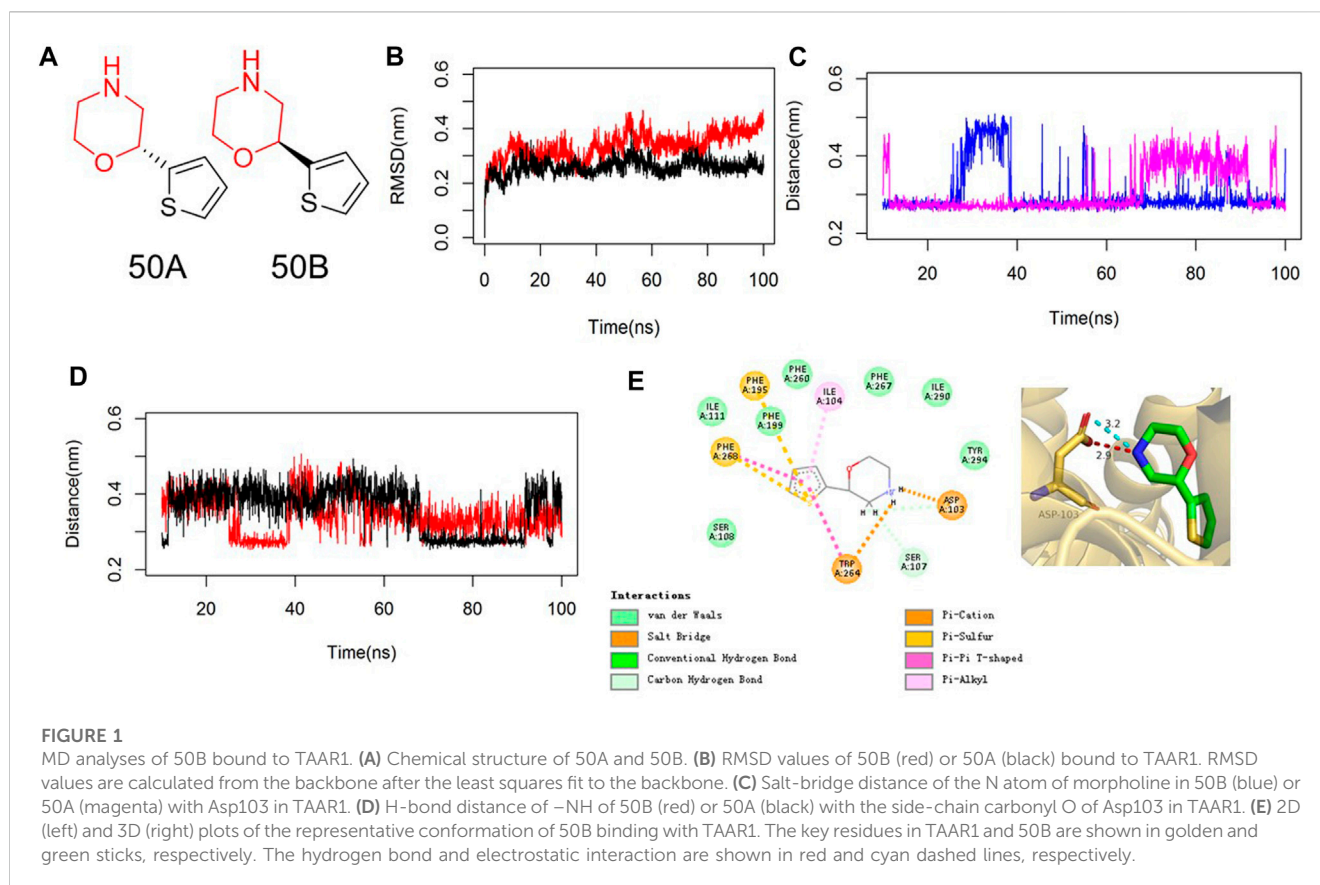 A
H
N
O
S
50A
H
N
O
S
50B
B
RMSD(nm)
0.6
0.4
0.2
0.0
0 20 40 60 80 100
Time(ns)
C
Distance(nm)
0.6
0.4
0.2
20 40 60 80 100
Time(ns)
D
Distance(nm)
0.6
0.4
0.2
20 40 60 80 100
Time(ns)
E
PHE
A:195
PHE
A:260
ILE
A:104
PHE
A:267
ILE
A:290
ILE
A:111
PHE
A:199
PHE
A:268
TYR
A:294
ASP
A:103
SER
A:108
TRP
A:264
SER
A:107
O
N
H
H
H H
Interactions
van der Waals
Salt Bridge
Conventional Hydrogen Bond
Carbon Hydrogen Bond
Pi-Cation
Pi-Sulfur
Pi-Pi T-shaped
Pi-Alkyl
3.2
2.9
ASP-103
FIGURE 1
MD analyses of 50B bound to TAAR1. (A) Chemical structure of 50A and 50B. (B) RMSD values of 50B (red) or 50A (black) bound to TAAR1. RMSD
values are calculated from the backbone after the least squares fit to the backbone. (C) Salt-bridge distance of the N atom of morpholine in 50B (blue) or
50A (magenta) with Asp103 in TAAR1. (D) H-bond distance of –NH of 50B (red) or 50A (black) with the side-chain carbonyl O of Asp103 in TAAR1. (E) 2D
(left) and 3D (right) plots of the representative conformation of 50B binding with TAAR1. The key residues in TAAR1 and 50B are shown in golden and
green sticks, respectively. The hydrogen bond and electrostatic interaction are shown in red and cyan dashed lines, respectively.